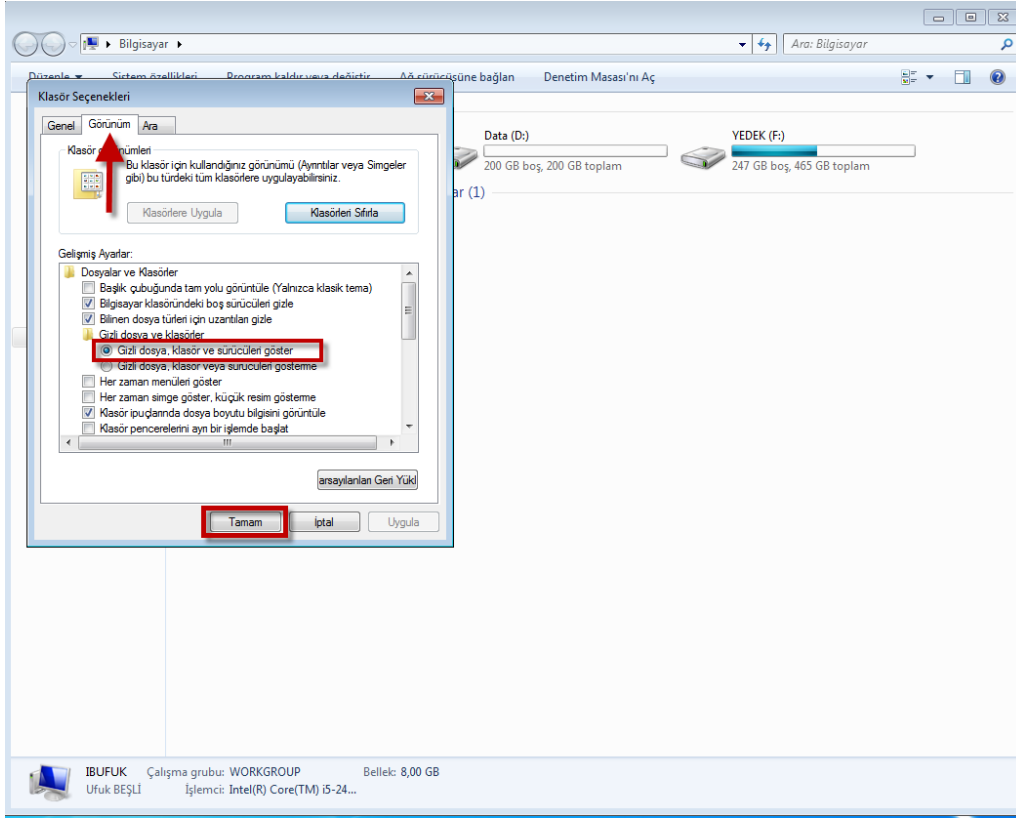 Bilgisayar
Ara: Bilgisayar
Düzenle Sistem özellikleri Program kaldır veya değiştir Ağ sürücüsüne bağlan Denetim Masası'nı Aç
Klasör Seçenekleri
Genel Görünüm Ara
Klasör
Bu klasör için kullandığınız görünümü (Ayrıntılar veya Simgeler
gibi) bu türdeki tüm klasörlere uygulayabilirsiniz.
Klasörlere Uygula Klasörleri Sıfırla
Gelişmiş Ayarlar:
Dosyalar ve Klasörler
Başlık çubuğunda tam yolu görüntüle (Yalnızca klasik tema)
Bilgisayar klasöründeki boş sürücüleri gizle
Bilinen dosya türleri için uzantıları gizle
Gizli dosya ve klasörler
Gizli dosya, klasör ve sürücüleri göster
Gizli dosya, klasör veya sürücüleri gösterme
Her zaman menüleri göster
Her zaman simge göster, küçük resim gösterme
Klasör ipuçlarında dosya boyutu bilgisini görüntüle
Klasör pencerelerini ayrı bir işlemde başlat
arsayılanları Geri Yükl
Tamam İptal Uygula
Data (D:)
200 GB boş, 200 GB toplam
YEDEK (F:)
247 GB boş, 465 GB toplam
ar (1)
IBUFUK Çalışma grubu: WORKGROUP Bellek: 8,00 GB
Ufuk BEŞLİ İşlemci: Intel(R) Core(TM) i5-24...